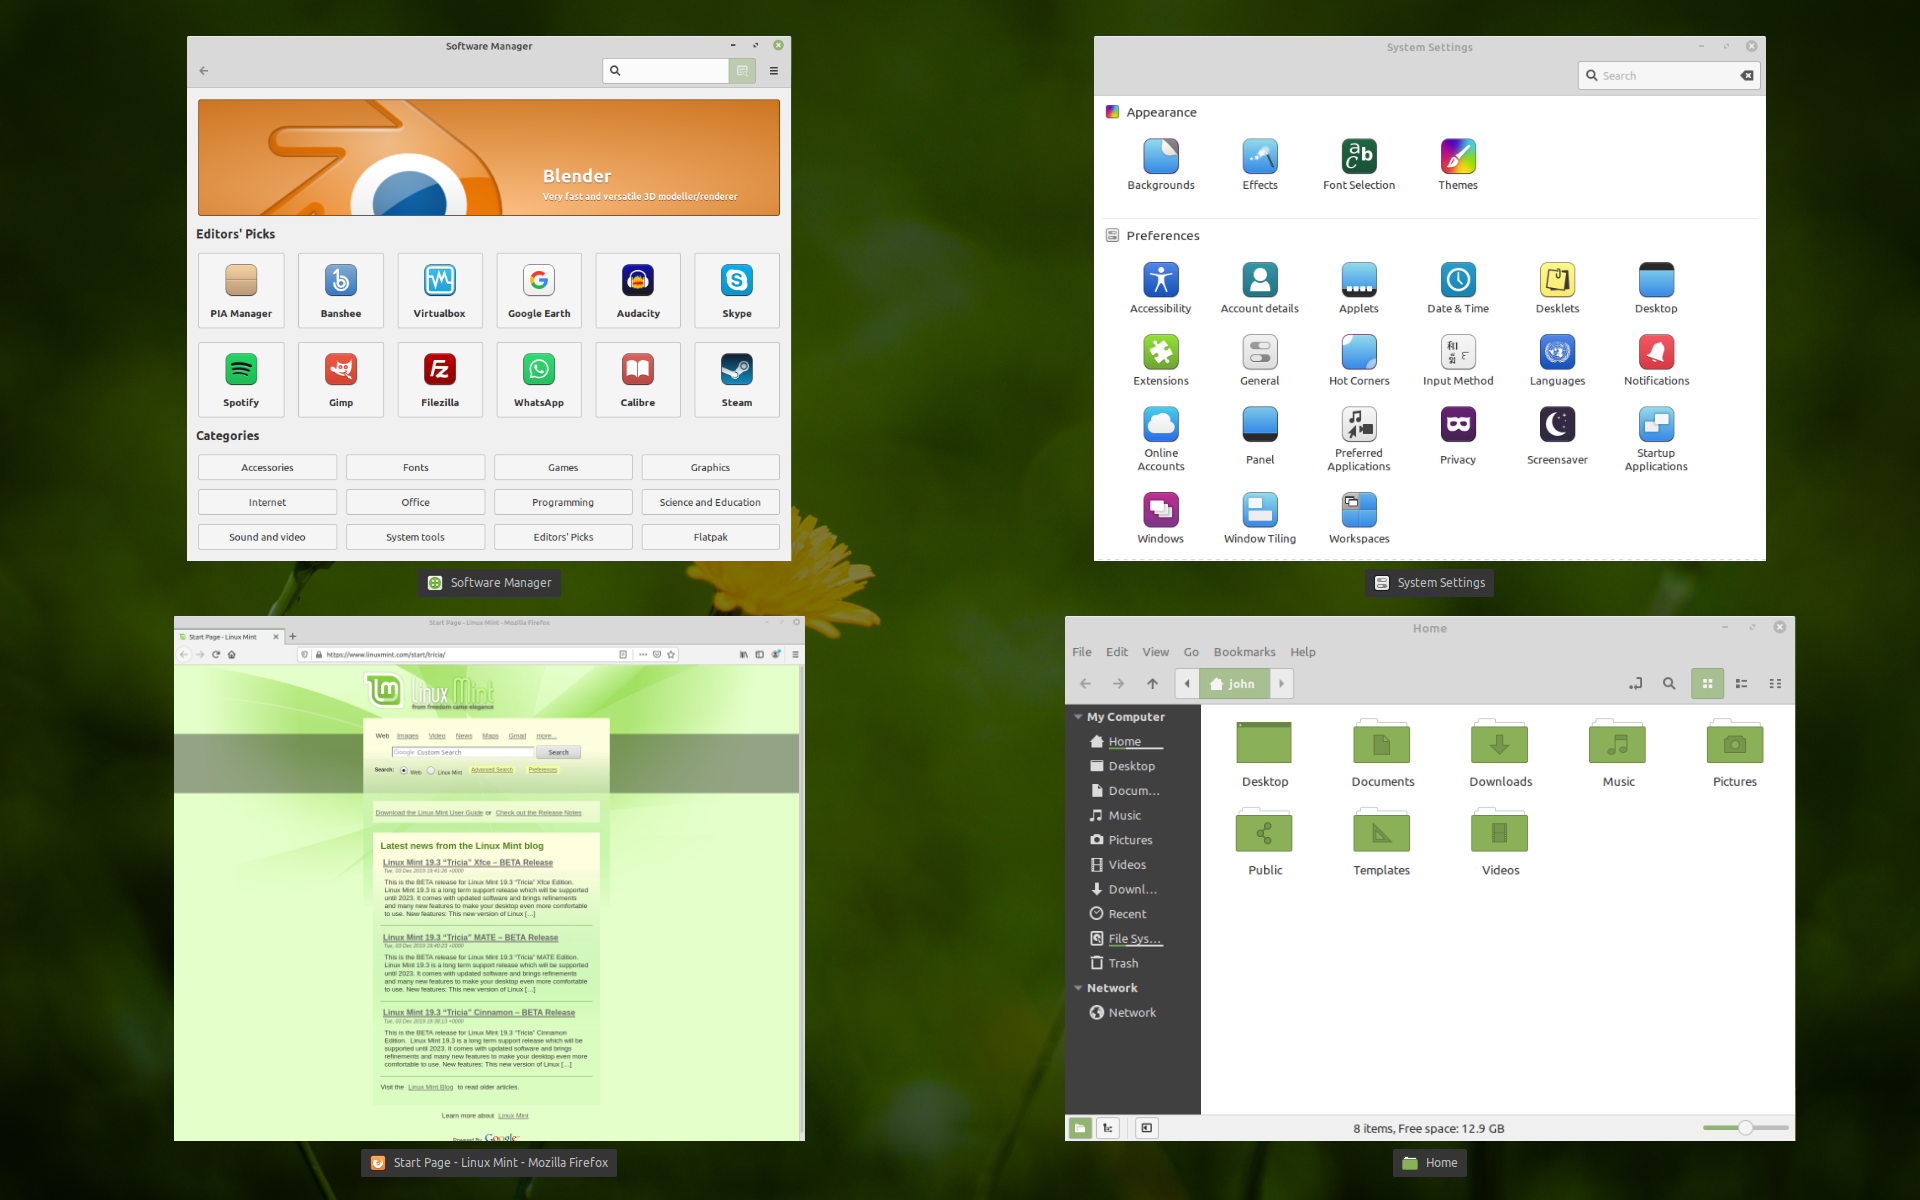 Software Manager
Blender
Very fast and versatile 3D modeller/renderer
Editors' Picks
PIA Manager
Banshee
Virtualbox
Google Earth
Audacity
Skype
Spotify
Gimp
Filezilla
WhatsApp
Calibre
Steam
Categories
Accessories
Fonts
Games
Graphics
Internet
Office
Programming
Science and Education
Sound and video
System tools
Editors' Picks
Flatpak
Software Manager
System Settings
Search
Appearance
Backgrounds
Effects
Font Selection
Themes
Preferences
Accessibility
Account details
Applets
Date & Time
Desklets
Desktop
Extensions
General
Hot Corners
Input Method
Languages
Notifications
Online
Accounts
Panel
Preferred
Applications
Privacy
Screensaver
Startup
Applications
Windows
Window Tiling
Workspaces
System Settings
Start Page - Linux Mint - Mozilla Firefox
Start Page - Linux Mint
https://www.linuxmint.com/start/tricia/
Linux Mint
from freedom came elegance
Web Images Video News Maps Gmail more...
Google Custom Search
Search
Search: Web Linux Mint Advanced Search Preferences
Download the Linux Mint User Guide or Check out the Release Notes
Latest news from the Linux Mint blog
Linux Mint 19.3 "Tricia" Xfce – BETA Release
Tue, 03 Dec 2019 19:41:26 +0000
This is the BETA release for Linux Mint 19.3 "Tricia" Xfce Edition.
Linux Mint 19.3 is a long term support release which will be supported
until 2023. It comes with updated software and brings refinements
and many new features to make your desktop even more comfortable
to use. New features: This new version of Linux […]
Linux Mint 19.3 "Tricia" MATE – BETA Release
Tue, 03 Dec 2019 19:40:23 +0000
This is the BETA release for Linux Mint 19.3 "Tricia" MATE Edition.
Linux Mint 19.3 is a long term support release which will be supported
until 2023. It comes with updated software and brings refinements
and many new features to make your desktop even more comfortable
to use. New features: This new version of Linux […]
Linux Mint 19.3 "Tricia" Cinnamon – BETA Release
Tue, 03 Dec 2019 19:38:13 +0000
This is the BETA release for Linux Mint 19.3 "Tricia" Cinnamon
Edition. Linux Mint 19.3 is a long term support release which will be
supported until 2023. It comes with updated software and brings
refinements and many new features to make your desktop even more
comfortable to use. New features: This new version of Linux […]
Visit the Linux Mint Blog to read older articles.
Learn more about Linux Mint
Powered By Google
Start Page - Linux Mint - Mozilla Firefox
Home
File Edit View Go Bookmarks Help
john
My Computer
Home
Desktop
Docum...
Music
Pictures
Videos
Downl...
Recent
File Sys...
Trash
Network
Network
Desktop
Documents
Downloads
Music
Pictures
Public
Templates
Videos
8 items, Free space: 12.9 GB
Home